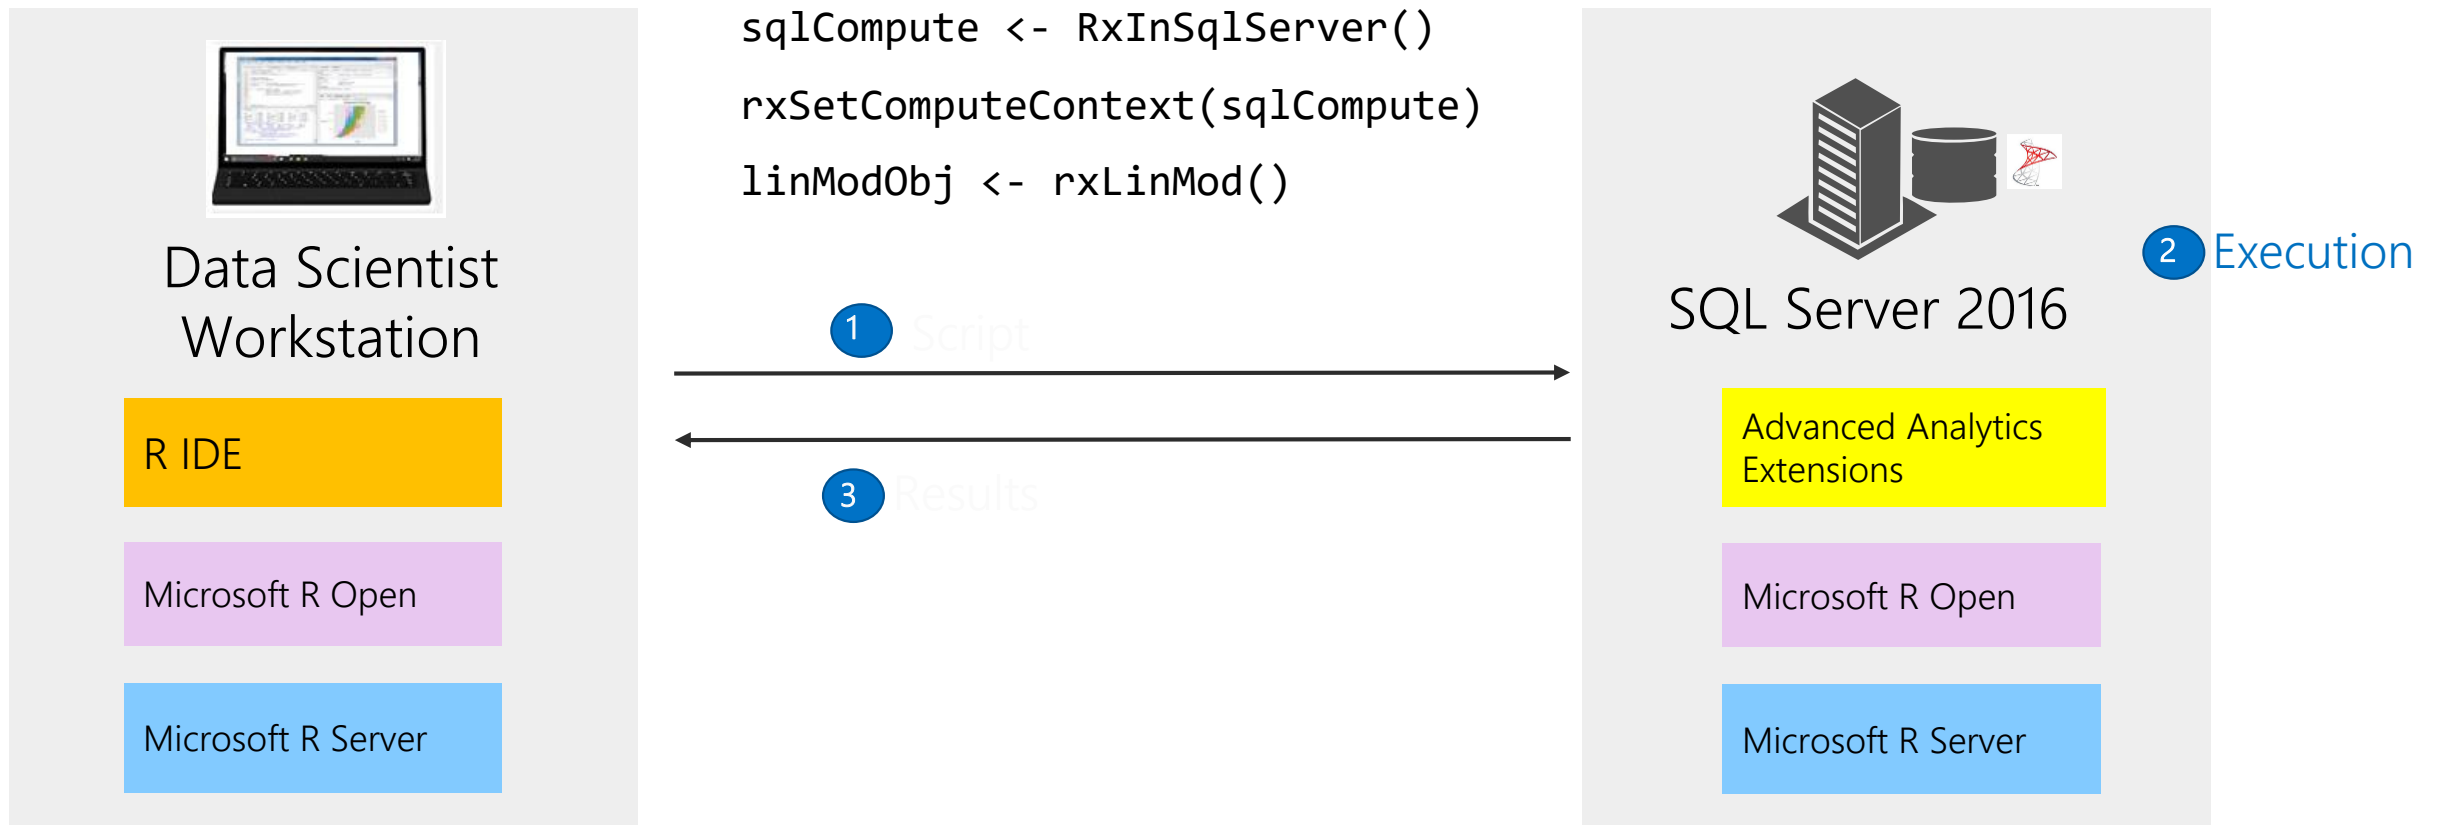 sqlCompute <- RxInSqlServer()
rxSetComputeContext(sqlCompute)
linModObj <- rxLinMod()
Data Scientist
Workstation
R IDE
Microsoft R Open
Microsoft R Server
1 Script
3 Results
SQL Server 2016
2 Execution
Advanced Analytics
Extensions
Microsoft R Open
Microsoft R Server